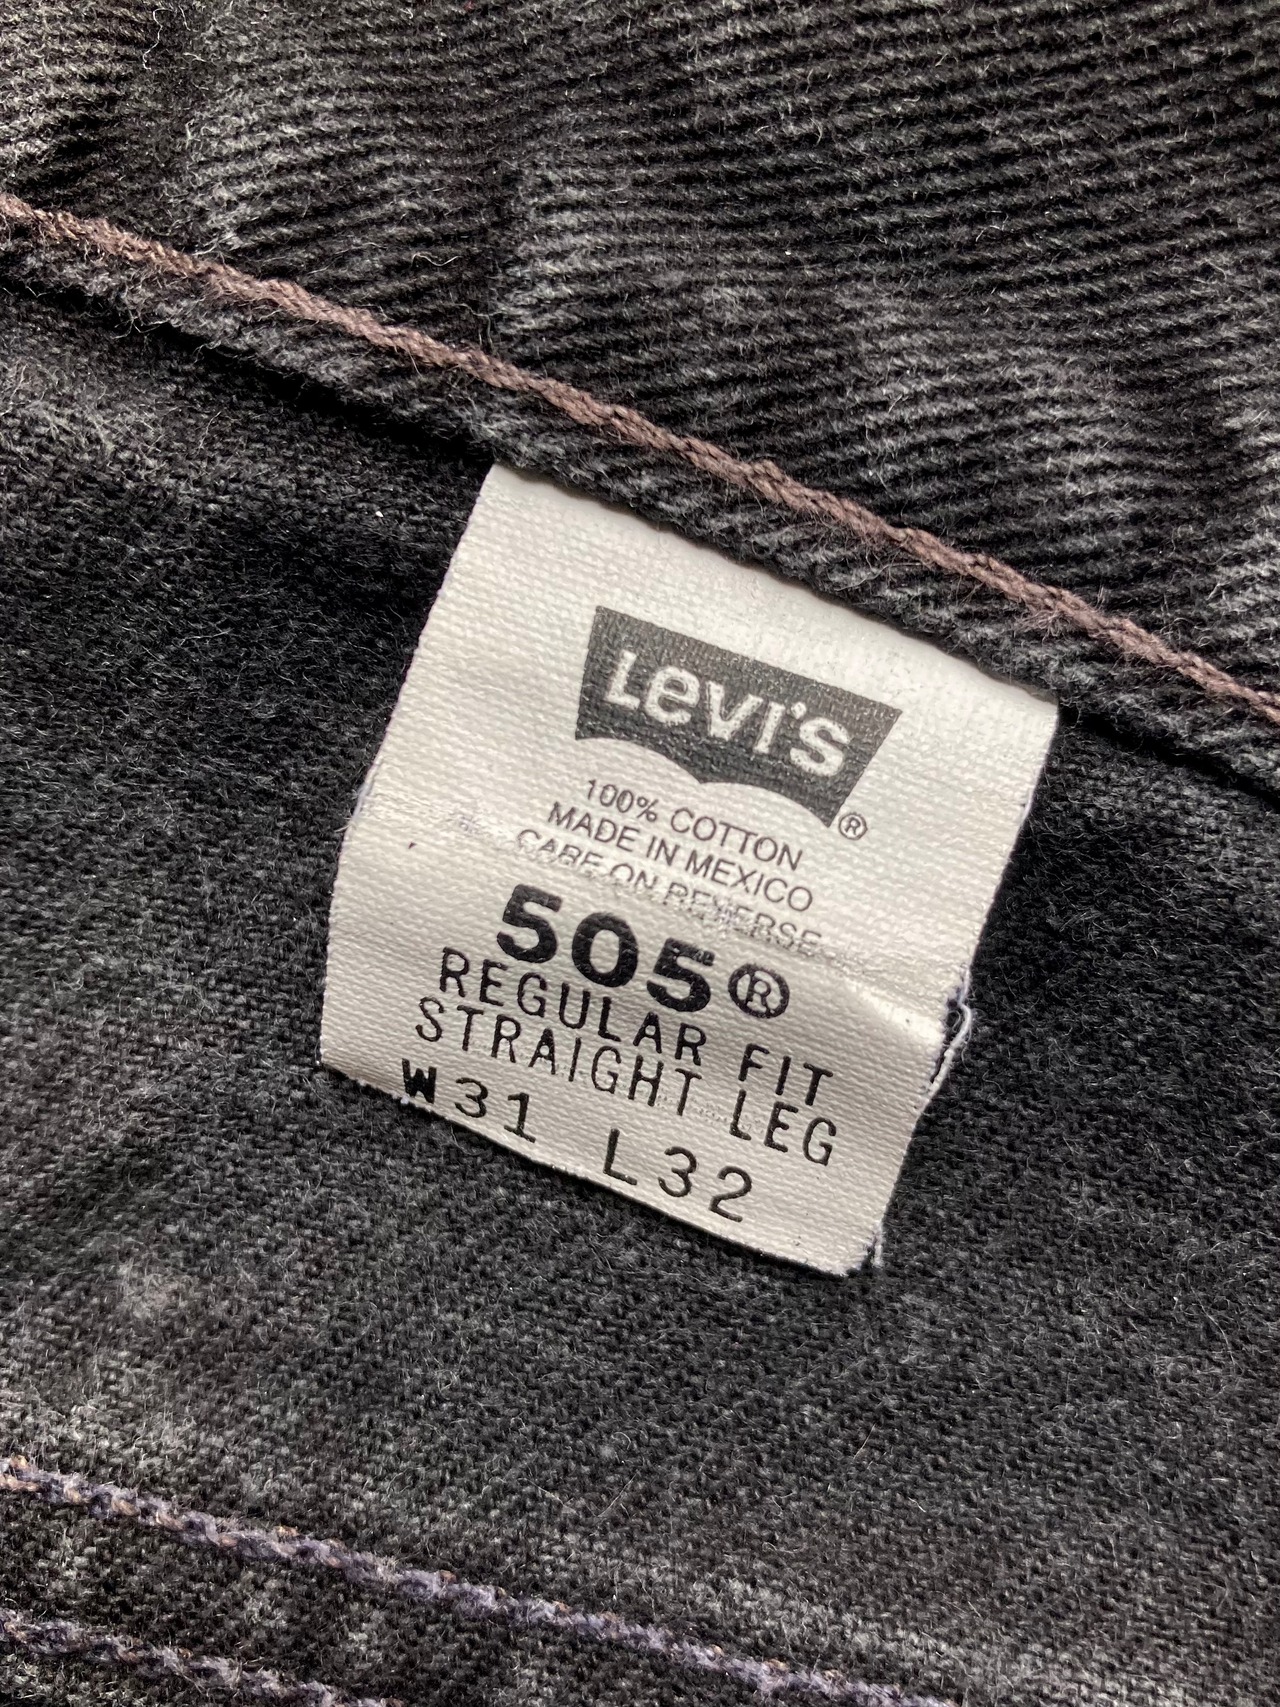 Levi's®
100% COTTON
MADE IN MEXICO
CARE ON REVERSE
505®
REGULAR FIT
STRAIGHT LEG
W31 L32